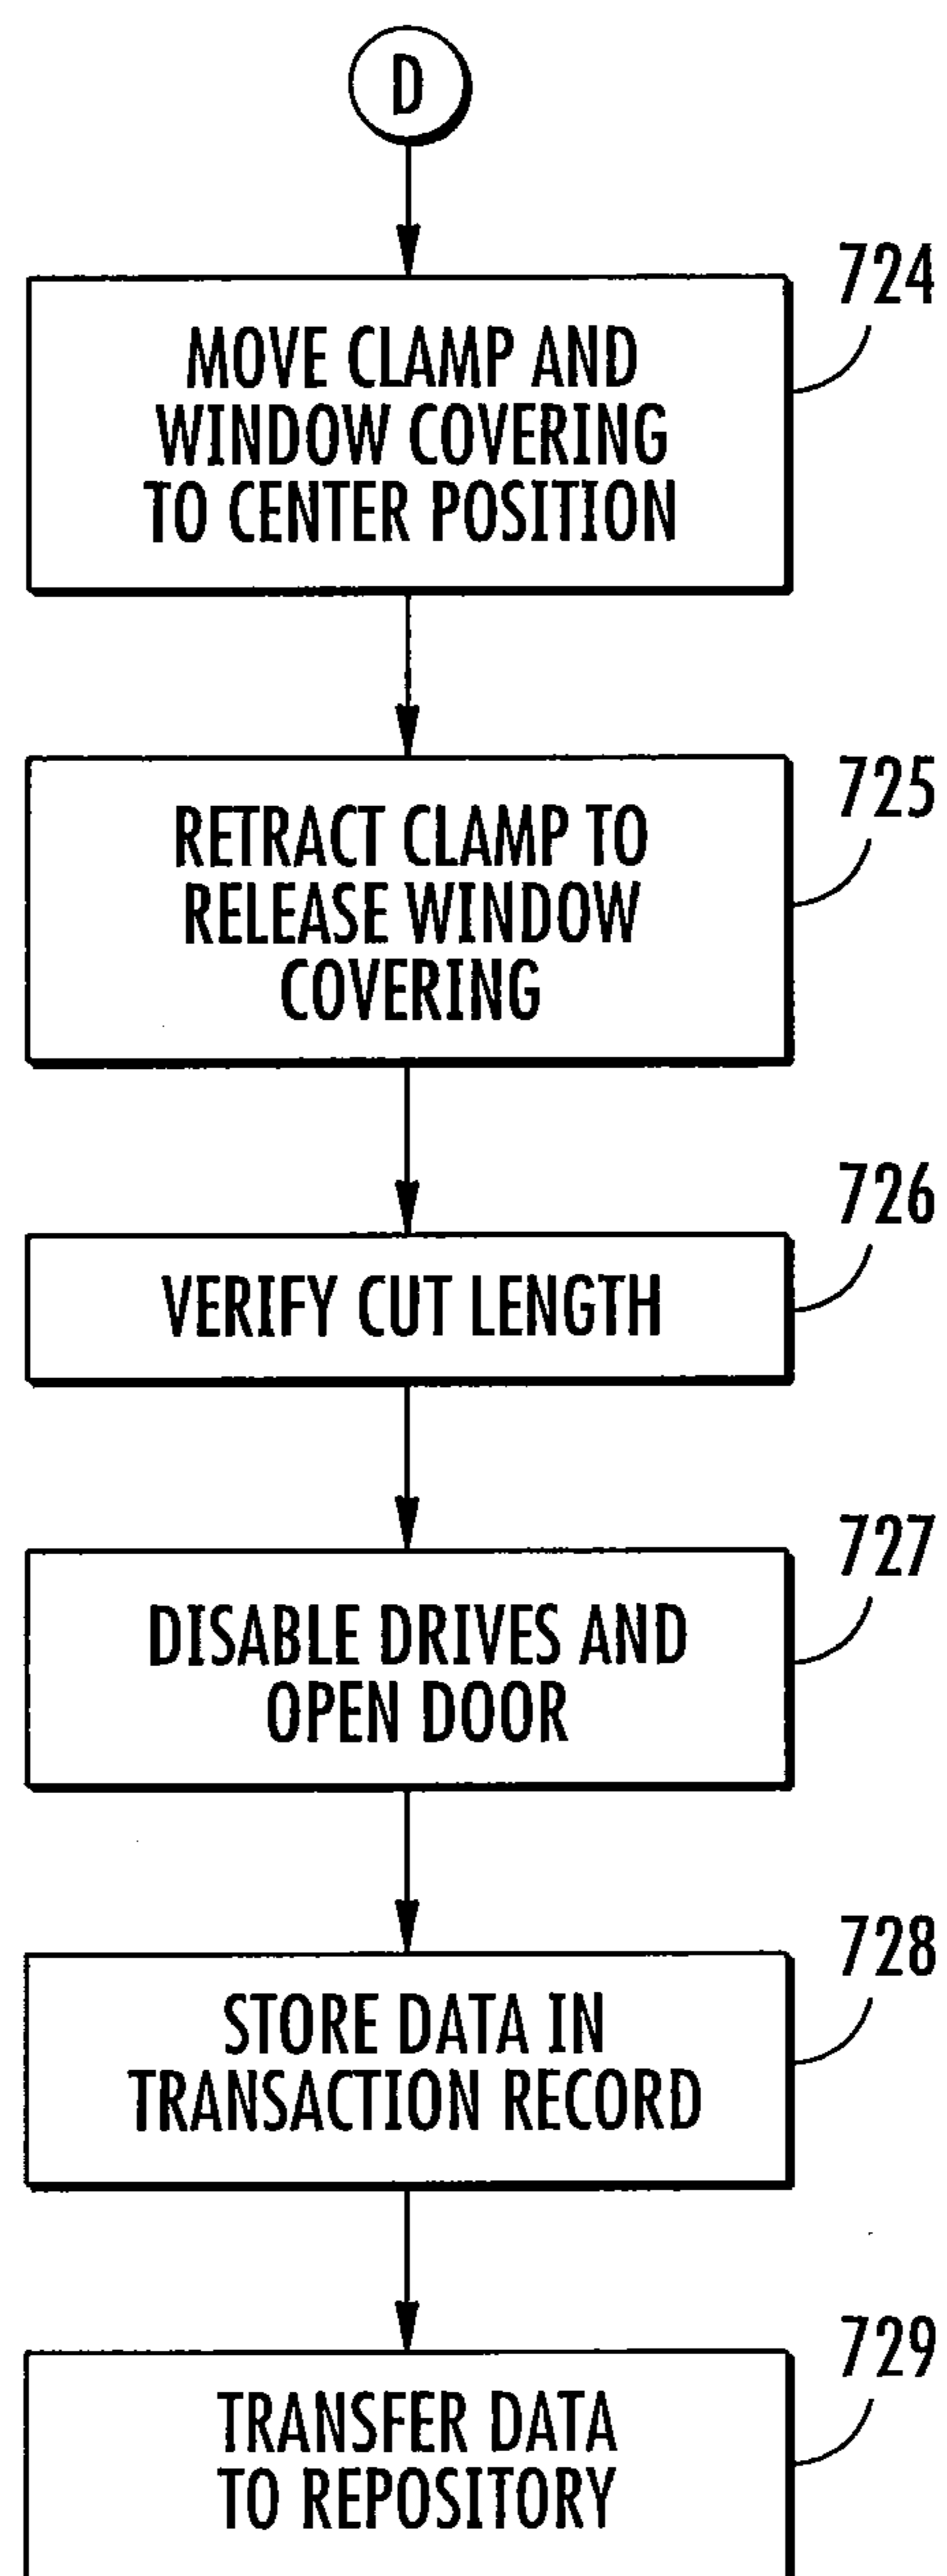 D
724
MOVE CLAMP AND
WINDOW COVERING
TO CENTER POSITION
725
RETRACT CLAMP TO
RELEASE WINDOW
COVERING
726
VERIFY CUT LENGTH
727
DISABLE DRIVES AND
OPEN DOOR
728
STORE DATA IN
TRANSACTION RECORD
729
TRANSFER DATA
TO REPOSITORY